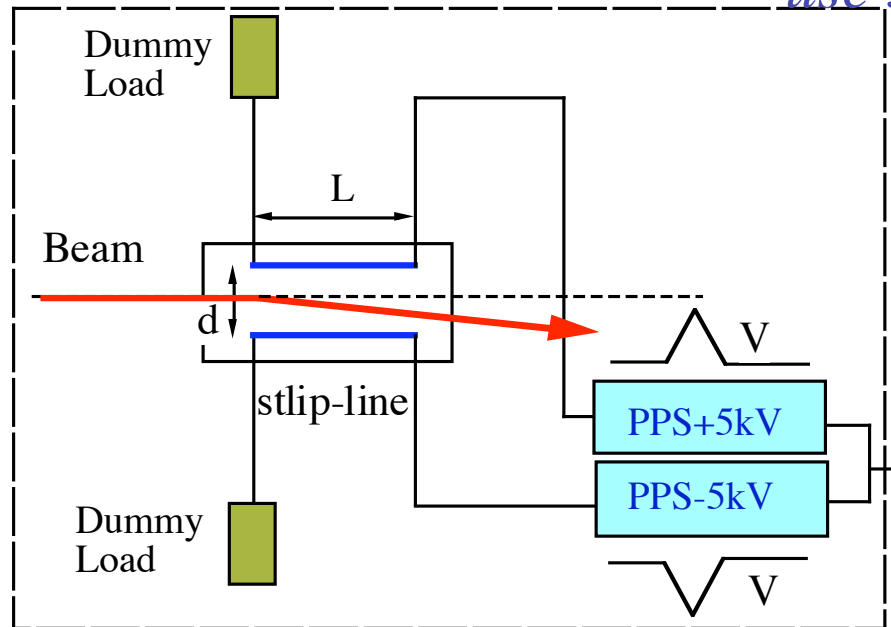 Dummy
Load
L
Beam
d
V
stlip-line
PPS+5kV
PPS-5kV
Dummy
Load
V